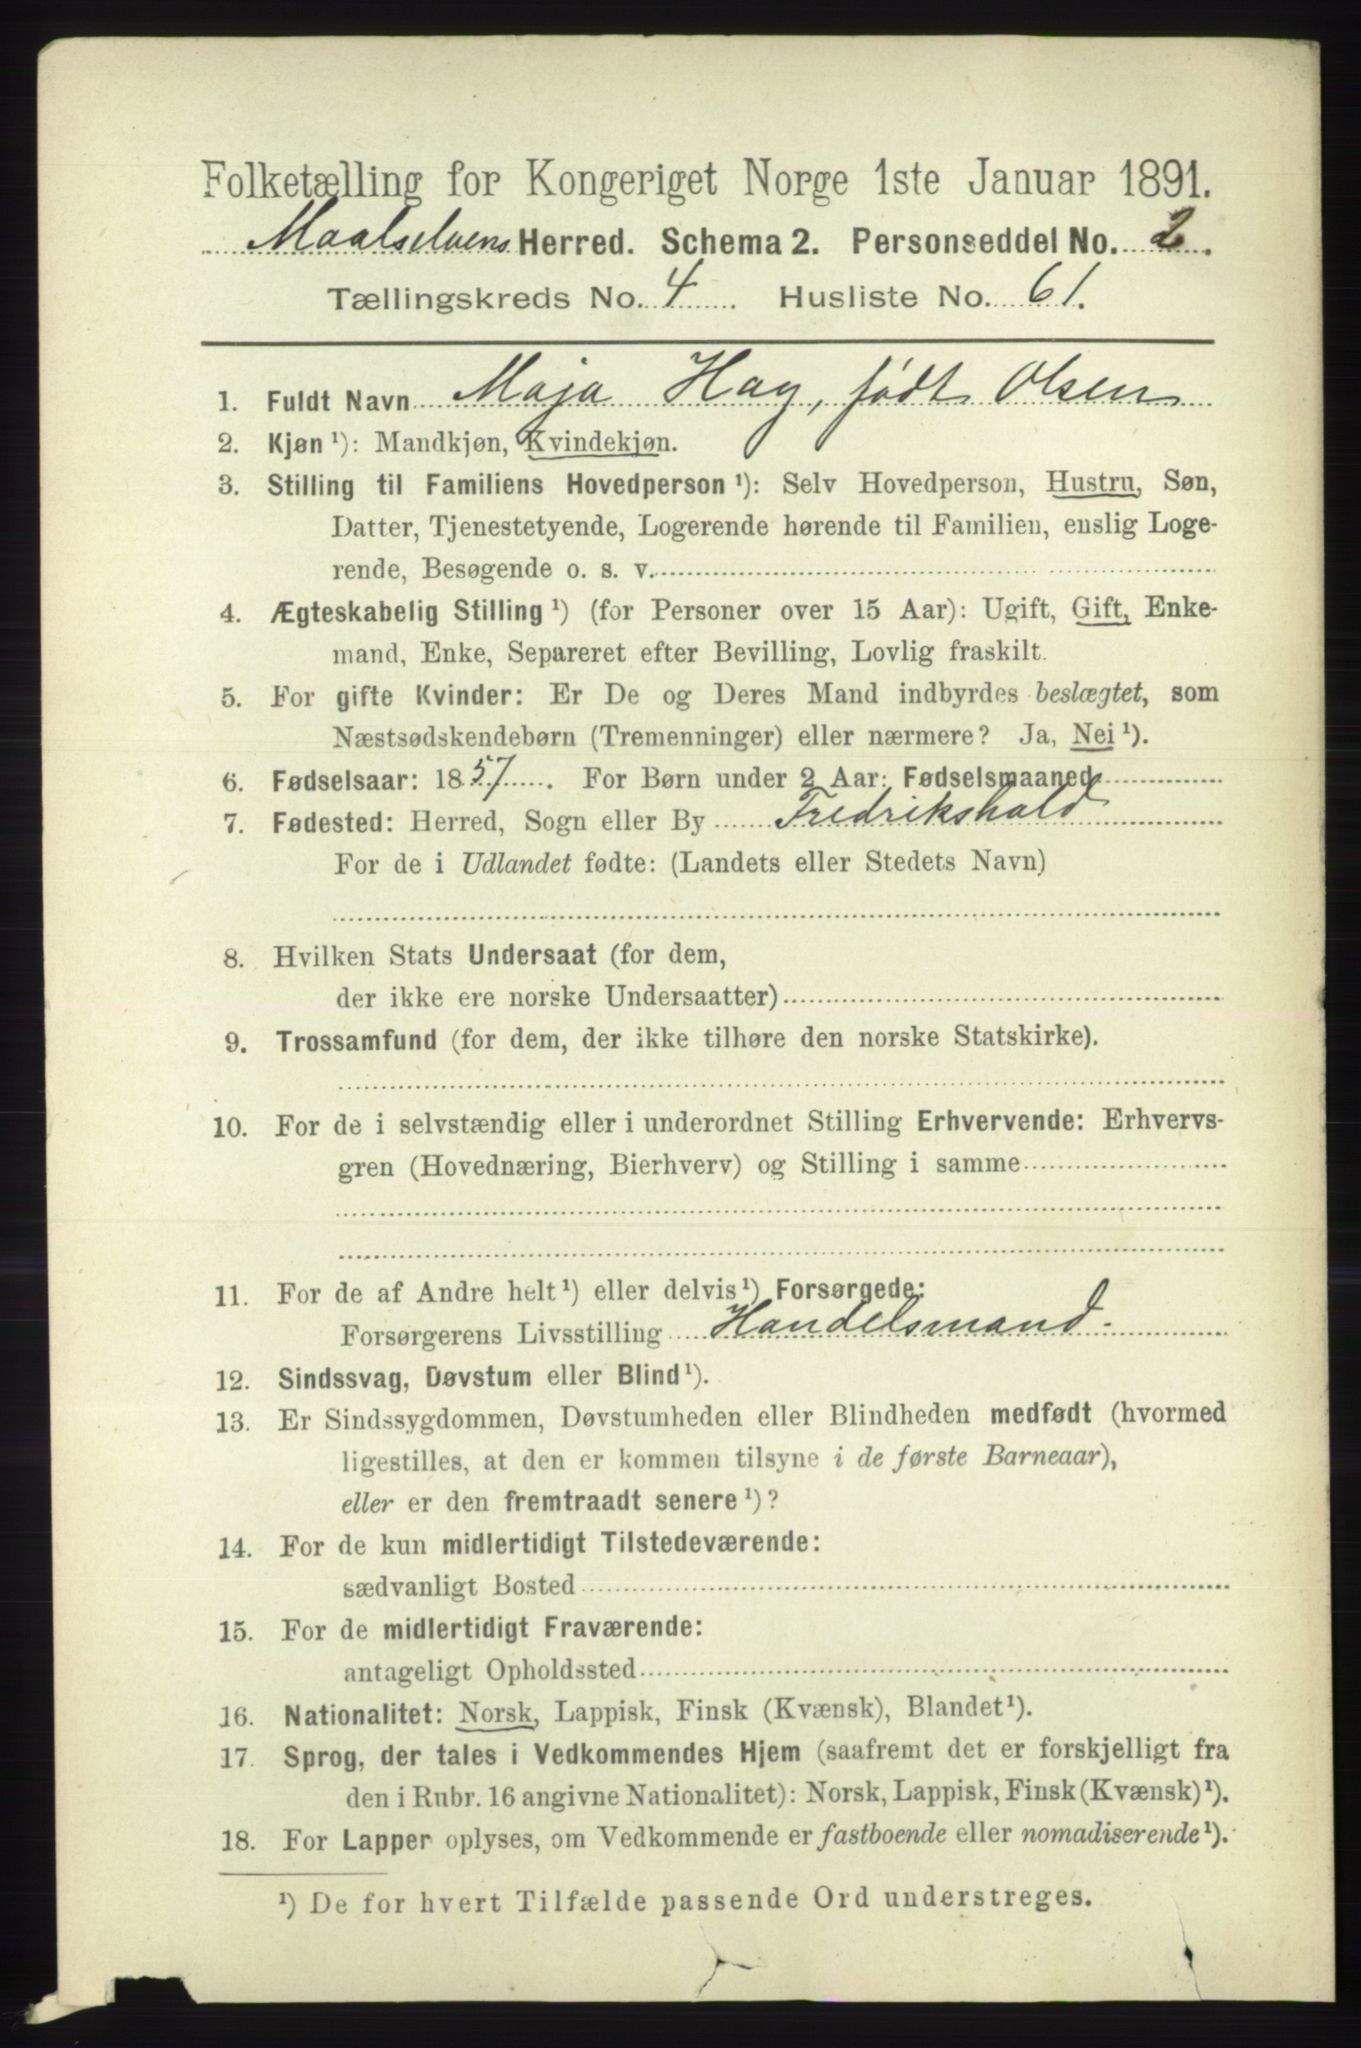 Folketælling for Kongeriget Norge 1ste Januar 1891.
Maalselvens Herred. Schema 2. Personseddel No. 2.
Tællingskreds No. 4. Husliste No. 61.
1. Fuldt Navn Maja Hag, født Olsen
2. Kjøn ¹): Mandkjøn, Kvindekjøn.
3. Stilling til Familiens Hovedperson ¹): Selv Hovedperson, Hustru, Søn,
Datter, Tjenestetyende, Logerende hørende til Familien, enslig Loge-
rende, Besøgende o. s. v.
4. Ægteskabelig Stilling ¹) (for Personer over 15 Aar): Ugift, Gift, Enke-
mand, Enke, Separeret efter Bevilling, Lovlig fraskilt.
5. For gifte Kvinder: Er De og Deres Mand indbyrdes beslægtet, som
Næstsødskendebørn (Tremenninger) eller nærmere? Ja, Nei ¹).
6. Fødselsaar: 1857. For Børn under 2 Aar: Fødselsmaaned
7. Fødested: Herred, Sogn eller By Fredrikshald
For de i Udlandet fødte: (Landets eller Stedets Navn)
8. Hvilken Stats Undersaat (for dem,
der ikke ere norske Undersaatter)
9. Trossamfund (for dem, der ikke tilhøre den norske Statskirke).
10. For de i selvstændig eller i underordnet Stilling Erhvervende: Erhvervs-
gren (Hovednæring, Bierhverv) og Stilling i samme
11. For de af Andre helt ¹) eller delvis ¹) Forsørgede:
Forsørgerens Livsstilling Handelsmand.
12. Sindssvag, Døvstum eller Blind ¹).
13. Er Sindssygdommen, Døvstumheden eller Blindheden medfødt (hvormed
ligestilles, at den er kommen tilsyne i de første Barneaar),
eller er den fremtraadt senere ¹)?
14. For de kun midlertidigt Tilstedeværende:
sædvanligt Bosted
15. For de midlertidigt Fraværende:
antageligt Opholdssted
16. Nationalitet: Norsk, Lappisk, Finsk (Kvænsk), Blandet ¹).
17. Sprog, der tales i Vedkommendes Hjem (saafremt det er forskjelligt fra
den i Rubr. 16 angivne Nationalitet): Norsk, Lappisk, Finsk (Kvænsk) ¹).
18. For Lapper oplyses, om Vedkommende er fastboende eller nomadiserende ¹).
¹) De for hvert Tilfælde passende Ord understreges.